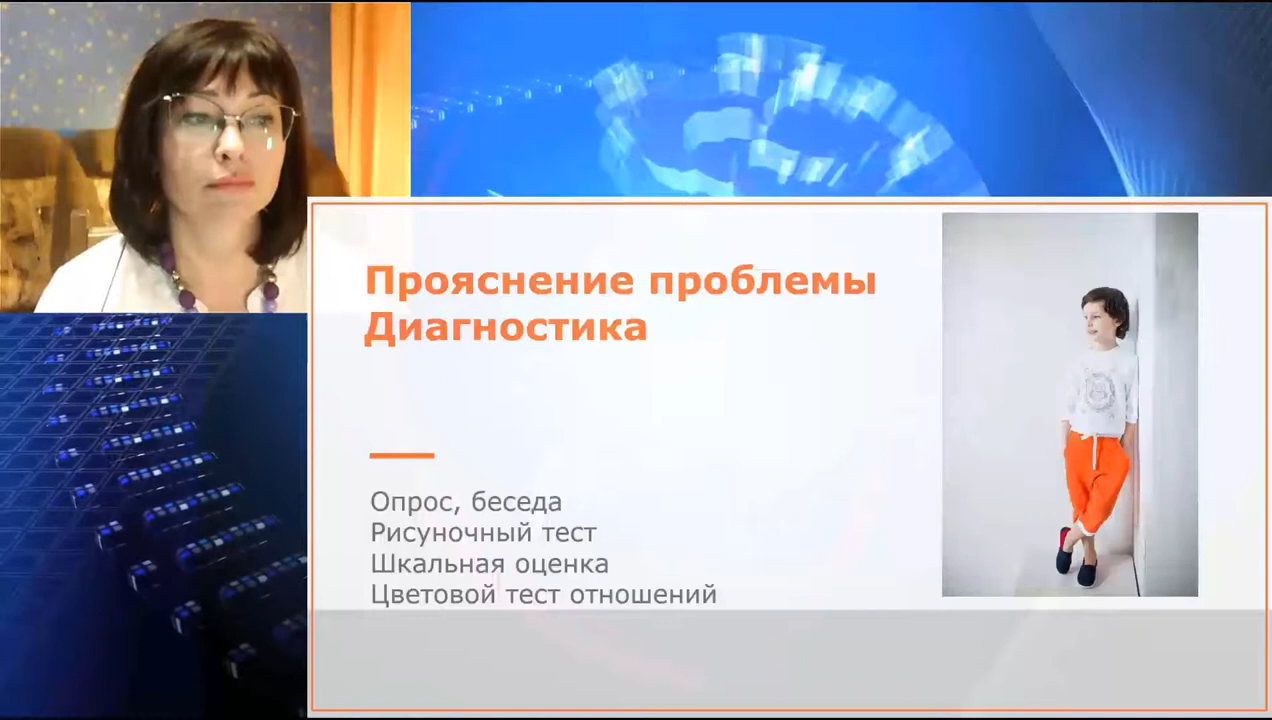 Прояснение проблемы
Диагностика
Опрос, беседа
Рисуночный тест
Шкальная оценка
Цветовой тест отношений